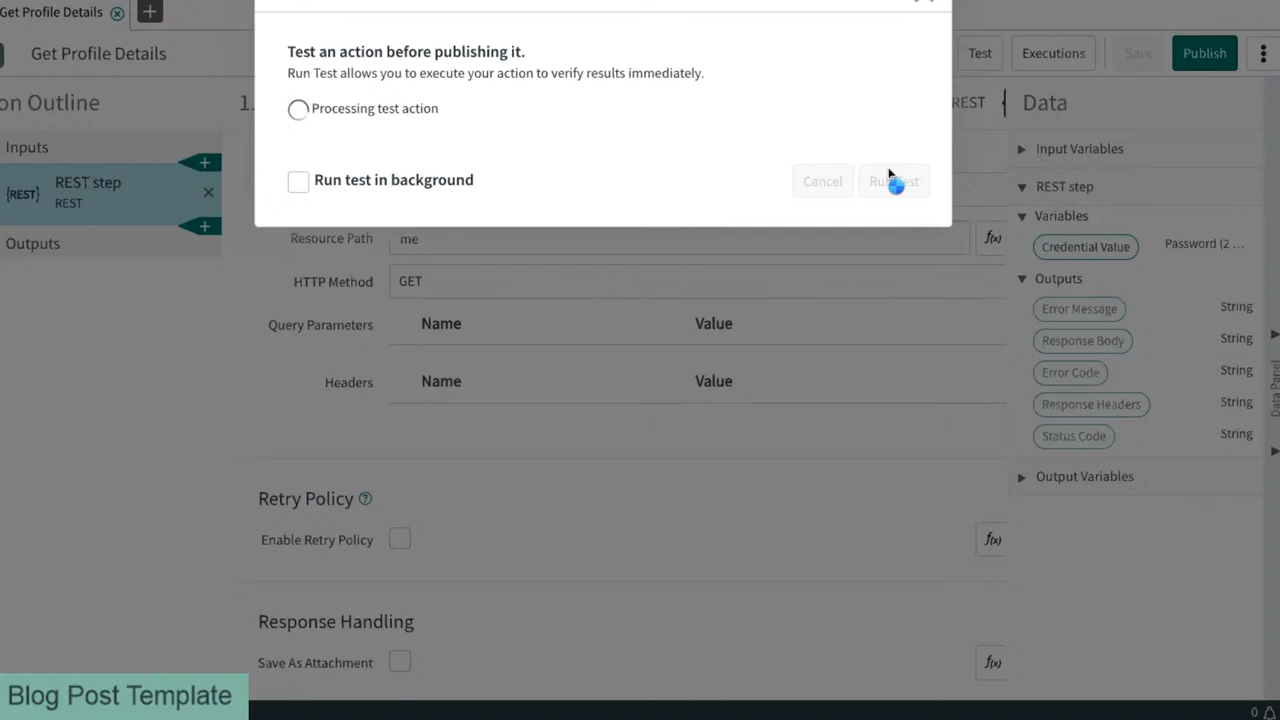 Get Profile Details
Get Profile Details
Test
Executions
Save
Publish
on Outline
Inputs
{REST}
REST step
REST
Outputs
1.
REST
Test an action before publishing it.
Run Test allows you to execute your action to verify results immediately.
Processing test action
Run test in background
Cancel
Run Test
Resource Path
me
f(x)
HTTP Method
GET
Query Parameters
Name
Value
Headers
Name
Value
Retry Policy
Enable Retry Policy
f(x)
Response Handling
Save As Attachment
f(x)
Data
Input Variables
REST step
Variables
Credential Value
Password (2 ...
Outputs
Error Message
String
Response Body
String
Error Code
String
Response Headers
String
Status Code
String
Output Variables
Data Panel
Blog Post Template
0